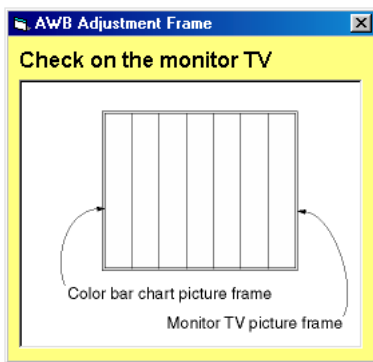 AWB Adjustment Frame
Check on the monitor TV
Color bar chart picture frame
Monitor TV picture frame